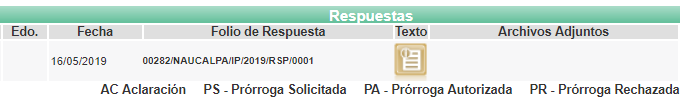 Respuestas
Edo. Fecha Folio de Respuesta Texto Archivos Adjuntos
16/05/2019 00282/NAUCALPA/IP/2019/RSP/0001
AC Aclaración PS - Prórroga Solicitada PA - Prórroga Autorizada PR - Prórroga Rechazada